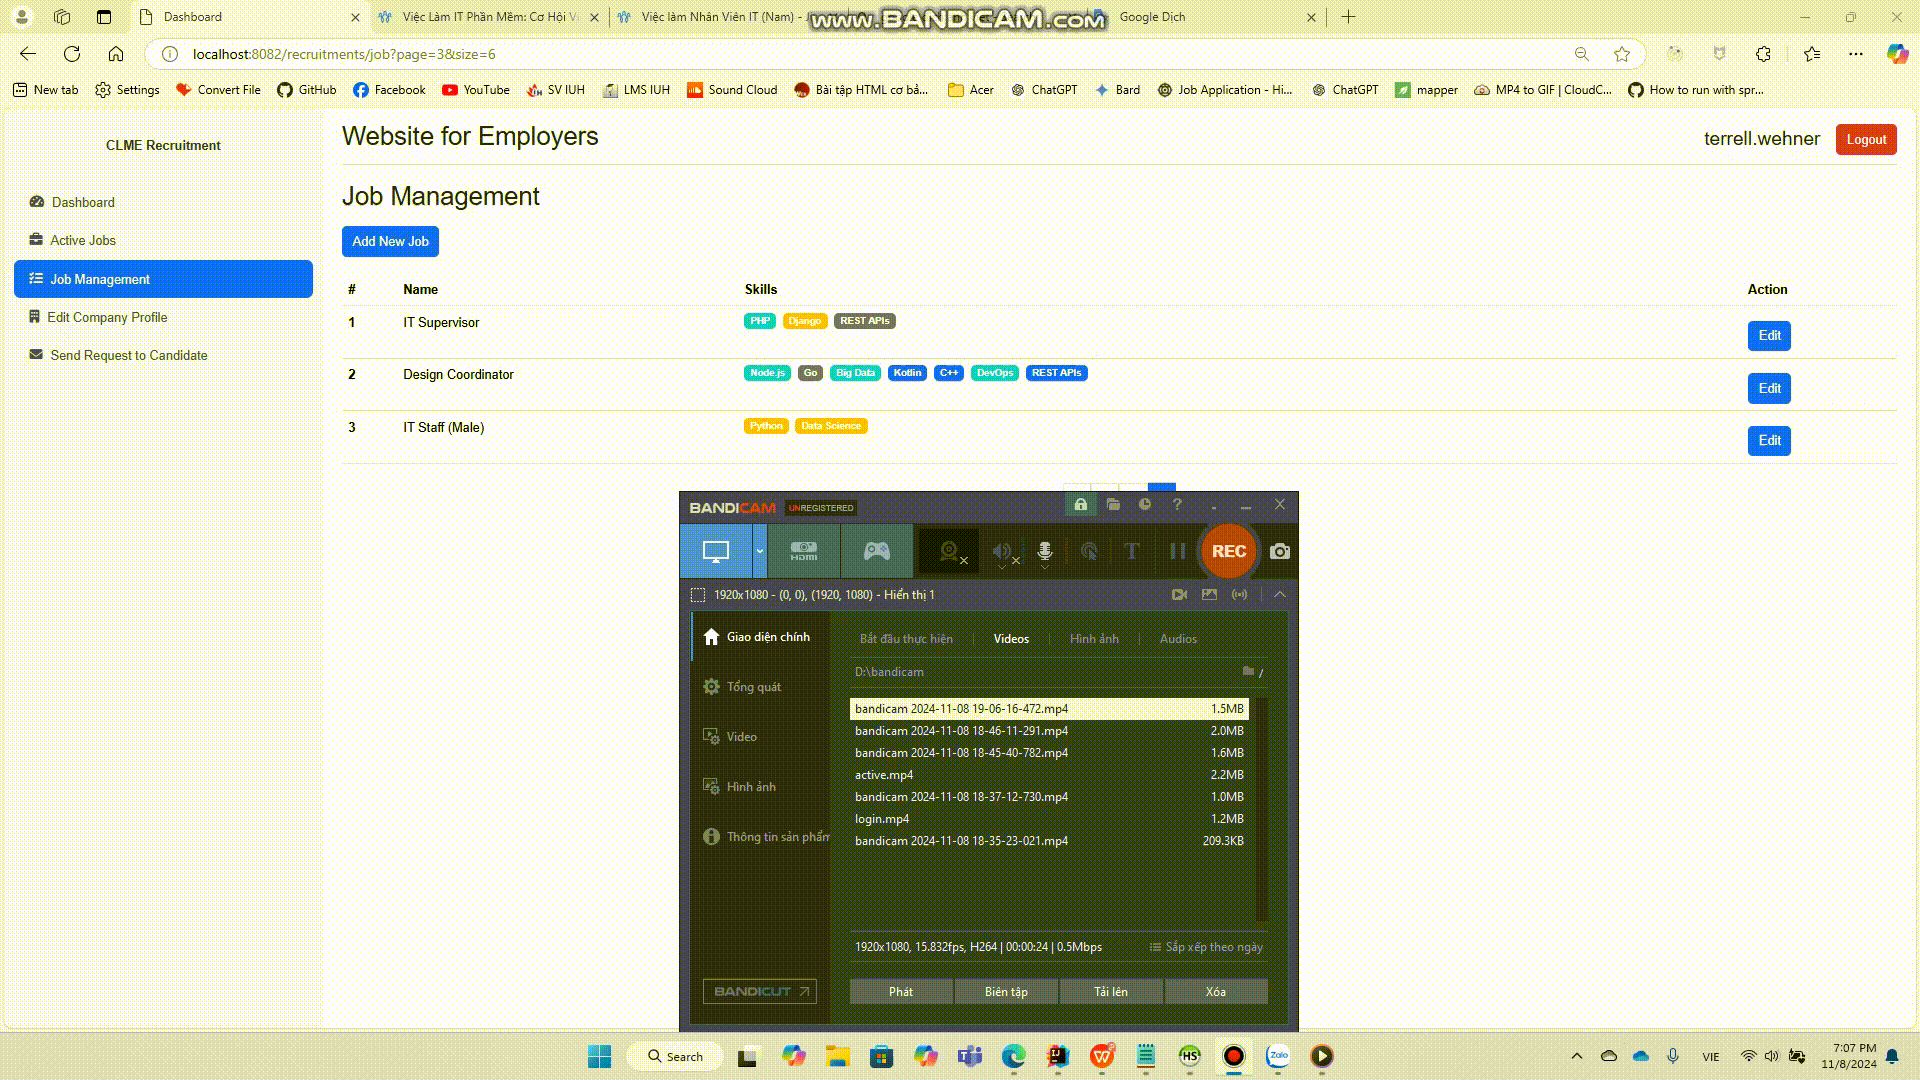 Dashboard
Việc Làm IT Phần Mềm: Cơ Hội Vi
Việc làm Nhân Viên IT (Nam) - J
www.BANDICAM.com
Google Dịch
localhost:8082/recruitments/job?page=3&size=6
New tab
Settings
Convert File
GitHub
Facebook
YouTube
SV IUH
LMS IUH
Sound Cloud
Bài tập HTML cơ bả...
Acer
ChatGPT
Bard
Job Application - Hi...
ChatGPT
mapper
MP4 to GIF | CloudC...
How to run with spr...
CLME Recruitment
Website for Employers
terrell.wehner
Logout
Dashboard
Active Jobs
Job Management
Edit Company Profile
Send Request to Candidate
Job Management
Add New Job
# Name Skills Action
1 IT Supervisor PHP Django REST APIs Edit
2 Design Coordinator Node.js Go Big Data Kotlin C++ DevOps REST APIs Edit
3 IT Staff (Male) Python Data Science Edit
BANDICAM UNREGISTERED
?
HDMI
T
REC
1920x1080 - (0, 0), (1920, 1080) - Hiển thị 1
Giao diện chính
Tổng quát
Video
Hình ảnh
Thông tin sản phẩm
BANDICUT
Bắt đầu thực hiện
Videos
Hình ảnh
Audios
D:\bandicam
/
bandicam 2024-11-08 19-06-16-472.mp4 1.5MB
bandicam 2024-11-08 18-46-11-291.mp4 2.0MB
bandicam 2024-11-08 18-45-40-782.mp4 1.6MB
active.mp4 2.2MB
bandicam 2024-11-08 18-37-12-730.mp4 1.0MB
login.mp4 1.2MB
bandicam 2024-11-08 18-35-23-021.mp4 209.3KB
1920x1080, 15.832fps, H264 | 00:00:24 | 0.5Mbps
Sắp xếp theo ngày
Phát
Biên tập
Tải lên
Xóa
Search
HS
Zalo
VIE
7:07 PM
11/8/2024